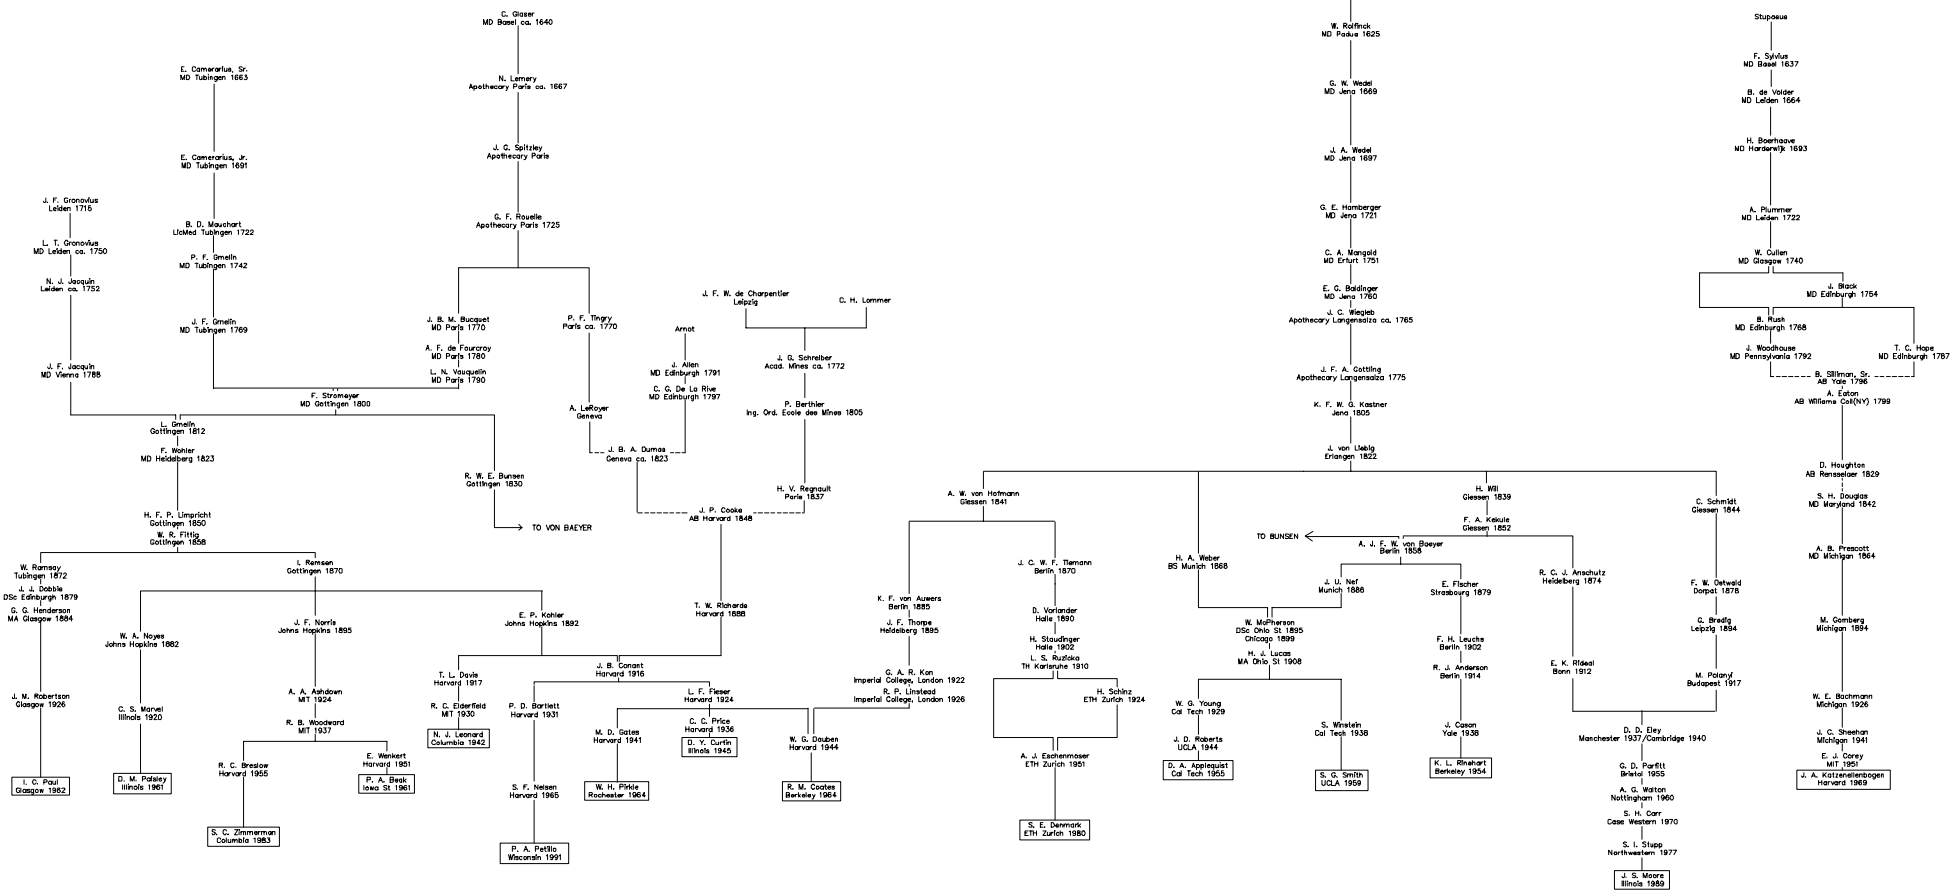 C. Glaser
MD Basel ca. 1640
W. Rolfinck
MD Padua 1625
Stupaeus
E. Camerarius, Sr.
MD Tubingen 1663
N. Lemery
Apothecary Paris ca. 1667
G. W. Wedel
MD Jena 1669
F. Sylvius
MD Basel 1637
B. de Volder
MD Leiden 1664
E. Camerarius, Jr.
MD Tubingen 1691
J. G. Spitzley
Apothecary Paris
J. A. Wedel
MD Jena 1697
H. Boerhaave
MD Harderwijk 1693
J. F. Gronovius
Leiden 1715
L. T. Gronovius
MD Leiden ca. 1750
N. J. Jacquin
Leiden ca. 1752
J. F. Jacquin
MD Vienna 1788
B. D. Mauchart
LicMed Tubingen 1722
P. F. Gmelin
MD Tubingen 1742
J. F. Gmelin
MD Tubingen 1769
G. F. Rouelle
Apothecary Paris 1725
J. B. M. Bucquet
MD Paris 1770
A. F. de Fourcroy
MD Paris 1780
L. N. Vauquelin
MD Paris 1790
P. F. Tingry
Paris ca. 1770
A. LeRoyer
Geneva
Arnot
J. Allen
MD Edinburgh 1791
C. G. De La Rive
MD Edinburgh 1797
J. F. W. de Charpentier
Leipzig
C. H. Lommer
J. G. Schreiber
Acad. Mines ca. 1772
P. Berthier
Ing. Ord. Ecole des Mines 1805
G. E. Hamberger
MD Jena 1721
C. A. Mangold
MD Erfurt 1751
E. G. Baldinger
MD Jena 1760
J. C. Wiegleb
Apothecary Langensalza ca. 1765
J. F. A. Gottling
Apothecary Langensalza 1775
K. F. W. G. Kastner
Jena 1805
J. von Liebig
Erlangen 1822
A. Plummer
MD Leiden 1722
W. Cullen
MD Glasgow 1740
J. Black
MD Edinburgh 1754
B. Rush
MD Edinburgh 1768
J. Woodhouse
MD Pennsylvania 1792
T. C. Hope
MD Edinburgh 1787
B. Silliman, Sr.
AB Yale 1796
A. Eaton
AB Williams Coll(NY) 1799
D. Houghton
AB Rensselaer 1829
S. H. Douglas
MD Maryland 1842
A. B. Prescott
MD Michigan 1864
M. Gomberg
Michigan 1894
W. E. Bachmann
Michigan 1926
J. C. Sheehan
Michigan 1941
E. J. Corey
MIT 1951
J. A. Katzenellenbogen
Harvard 1969
F. Stromeyer
MD Gottingen 1800
L. Gmelin
Gottingen 1812
F. Wohler
MD Heidelberg 1823
R. W. E. Bunsen
Gottingen 1830
TO VON BAEYER
J. B. A. Dumas
Geneva ca. 1823
H. V. Regnault
Paris 1837
J. P. Cooke
AB Harvard 1848
H. F. P. Limpricht
Gottingen 1850
W. R. Fittig
Gottingen 1858
W. Ramsay
Tubingen 1872
J. J. Dobbie
DSc Edinburgh 1879
G. G. Henderson
MA Glasgow 1884
J. M. Robertson
Glasgow 1926
I. C. Paul
Glasgow 1962
I. Remsen
Gottingen 1870
W. A. Noyes
Johns Hopkins 1882
C. S. Marvel
Illinois 1920
D. M. Paisley
Illinois 1961
J. F. Norris
Johns Hopkins 1895
A. A. Ashdown
MIT 1924
R. B. Woodward
MIT 1937
R. C. Breslow
Harvard 1955
S. C. Zimmerman
Columbia 1983
E. Wenkert
Harvard 1951
P. A. Beak
Iowa St 1961
E. P. Kohler
Johns Hopkins 1892
T. W. Richards
Harvard 1888
T. L. Davis
Harvard 1917
R. C. Elderfield
MIT 1930
N. J. Leonard
Columbia 1942
J. B. Conant
Harvard 1916
P. D. Bartlett
Harvard 1931
S. F. Nelsen
Harvard 1965
P. A. Petillo
Wisconsin 1991
L. F. Fieser
Harvard 1924
M. D. Gates
Harvard 1941
W. H. Pirkle
Rochester 1964
C. C. Price
Harvard 1936
D. Y. Curtin
Illinois 1945
W. G. Dauben
Harvard 1944
R. M. Coates
Berkeley 1964
A. W. von Hofmann
Giessen 1841
K. F. von Auwers
Berlin 1885
J. F. Thorpe
Heidelberg 1895
G. A. R. Kon
Imperial College, London 1922
R. P. Linstead
Imperial College, London 1926
J. C. W. F. Tiemann
Berlin 1870
D. Vorlander
Halle 1890
H. Staudinger
Halle 1902
L. S. Ruzicka
TH Karlsruhe 1910
H. Schinz
ETH Zurich 1924
A. J. Eschenmoser
ETH Zurich 1951
S. E. Denmark
ETH Zurich 1980
H. A. Weber
BS Munich 1868
H. Will
Giessen 1839
F. A. Kekule
Giessen 1852
TO BUNSEN
A. J. F. W. von Baeyer
Berlin 1858
J. U. Nef
Munich 1886
E. Fischer
Strasbourg 1879
W. McPherson
DSc Ohio St 1895
Chicago 1899
H. J. Lucas
MA Ohio St 1908
W. G. Young
Cal Tech 1929
J. D. Roberts
UCLA 1944
D. A. Applequist
Cal Tech 1955
S. Winstein
Cal Tech 1938
S. G. Smith
UCLA 1959
F. H. Leuchs
Berlin 1902
R. J. Anderson
Berlin 1914
J. Cason
Yale 1938
K. L. Rinehart
Berkeley 1954
R. C. J. Anschutz
Heidelberg 1874
E. K. Rideal
Bonn 1912
C. Schmidt
Giessen 1844
F. W. Ostwald
Dorpat 1878
G. Bredig
Leipzig 1894
M. Polanyi
Budapest 1917
D. D. Eley
Manchester 1937/Cambridge 1940
G. D. Parfitt
Bristol 1955
A. G. Walton
Nottingham 1960
S. H. Carr
Case Western 1970
S. I. Stupp
Northwestern 1977
J. S. Moore
Illinois 1989